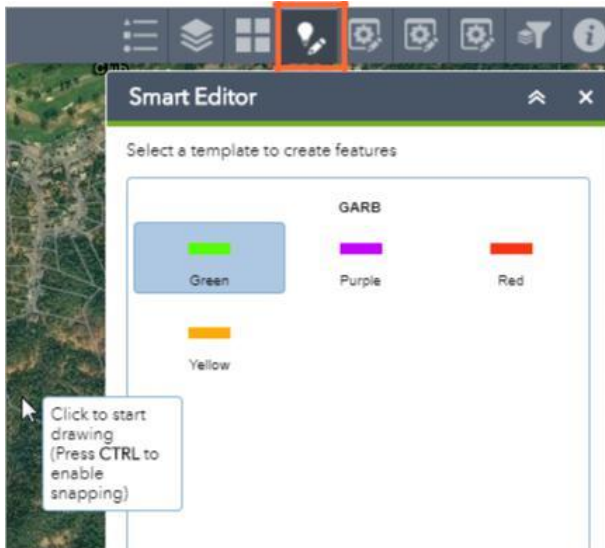 Smart Editor
Select a template to create features
GARB
Green
Purple
Red
Yellow
Click to start
drawing
(Press CTRL to
enable
snapping)